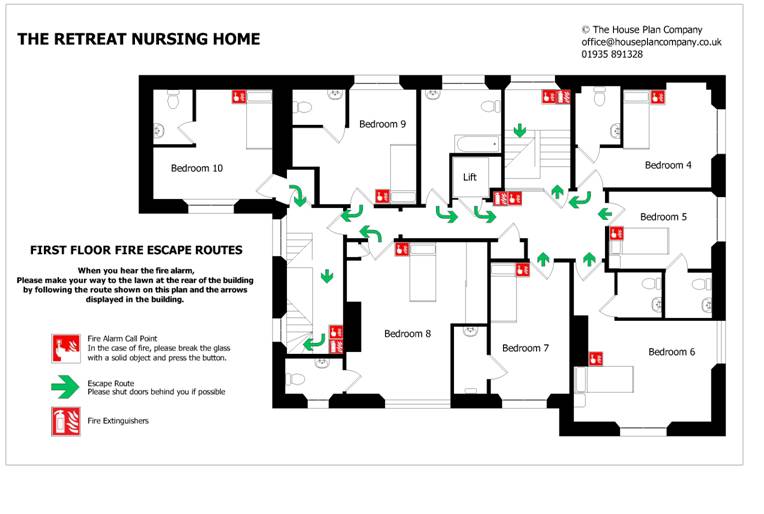 THE RETREAT NURSING HOME
© The House Plan Company
office@houseplancompany.co.uk
01935 891328
Bedroom 9
Bedroom 10
Lift
Bedroom 4
Bedroom 5
FIRST FLOOR FIRE ESCAPE ROUTES
When you hear the fire alarm,
Please make your way to the lawn at the rear of the building
by following the route shown on this plan and the arrows
displayed in the building.
Bedroom 8
Bedroom 7
Bedroom 6
Fire Alarm Call Point
In the case of fire, please break the glass
with a solid object and press the button.
Escape Route
Please shut doors behind you if possible
Fire Extinguishers